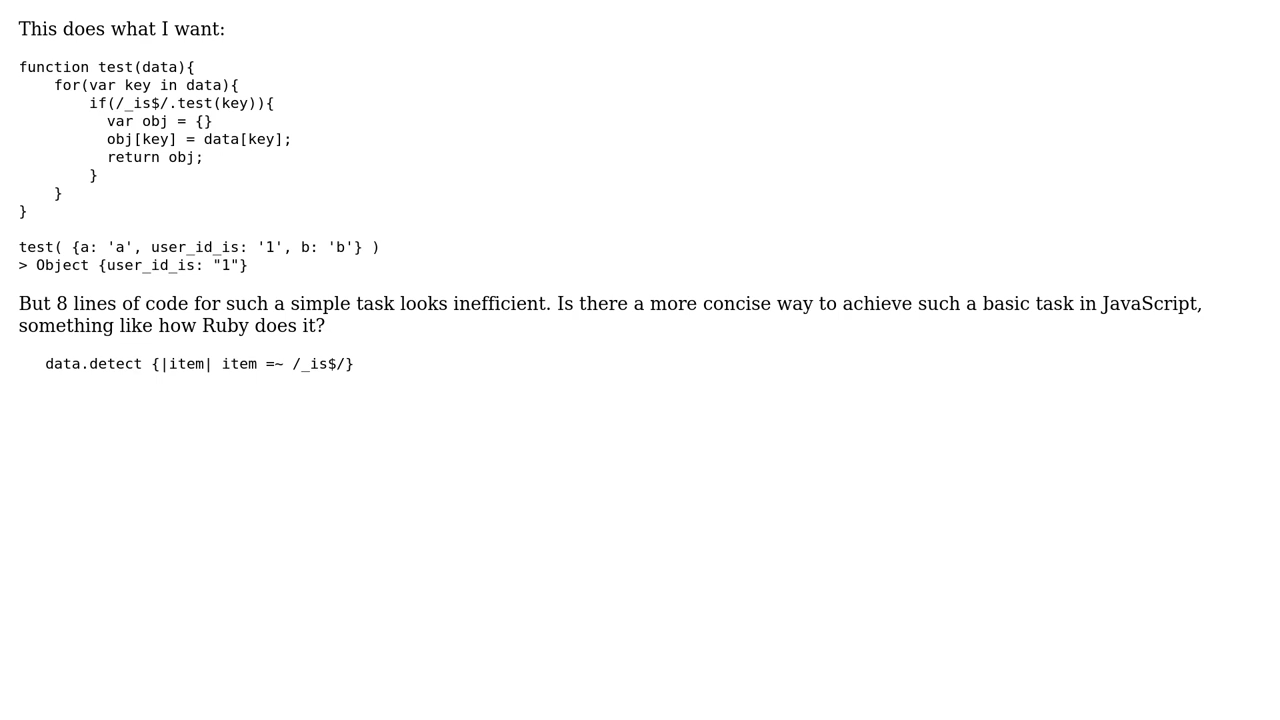 This does what I want:
function test(data){
    for(var key in data){
        if(/_is$/.test(key)){
          var obj = {}
          obj[key] = data[key];
          return obj;
        }
    }
}
test( {a: 'a', user_id_is: '1', b: 'b'} )
> Object {user_id_is: "1"}
But 8 lines of code for such a simple task looks inefficient. Is there a more concise way to achieve such a basic task in JavaScript,
something like how Ruby does it?
   data.detect {|item| item =~ /_is$/}